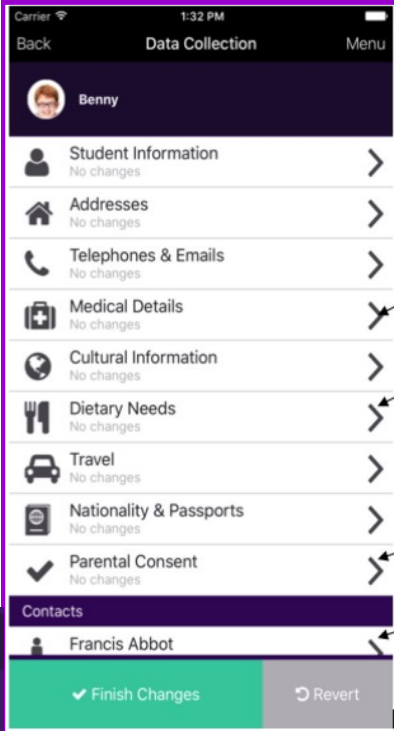 Carrier 1:32 PM
Back Data Collection Menu
Benny
Student Information
No changes
Addresses
No changes
Telephones & Emails
No changes
Medical Details
No changes
Cultural Information
No changes
Dietary Needs
No changes
Travel
No changes
Nationality & Passports
No changes
Parental Consent
No changes
Contacts
Francis Abbot
Finish Changes Revert